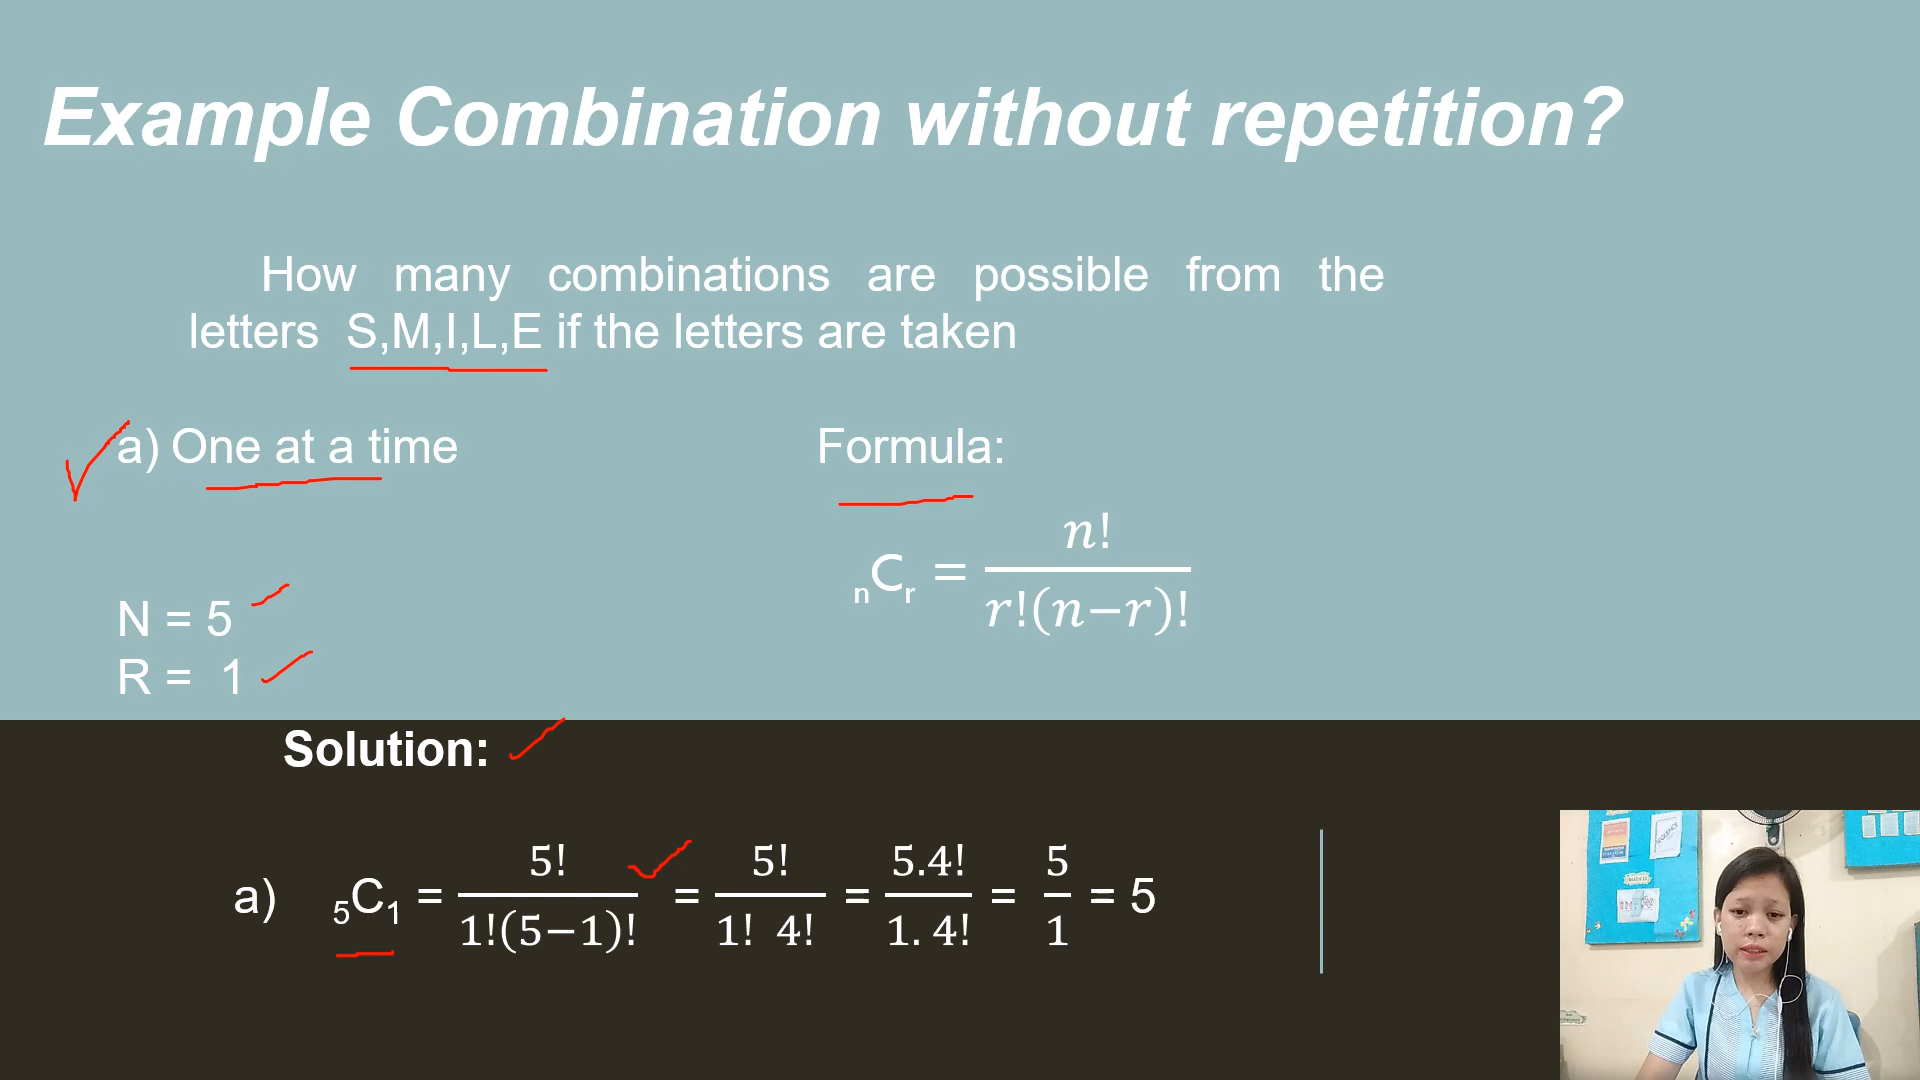 Example Combination without repetition?
How many combinations are possible from the
letters S,M,I,L,E if the letters are taken
a) One at a time
Formula:
nCr = n! / r!(n−r)!
N = 5
R = 1
Solution:
a) 5C1 = 5! / 1!(5−1)! = 5! / 1! 4! = 5.4! / 1. 4! = 5 / 1 = 5